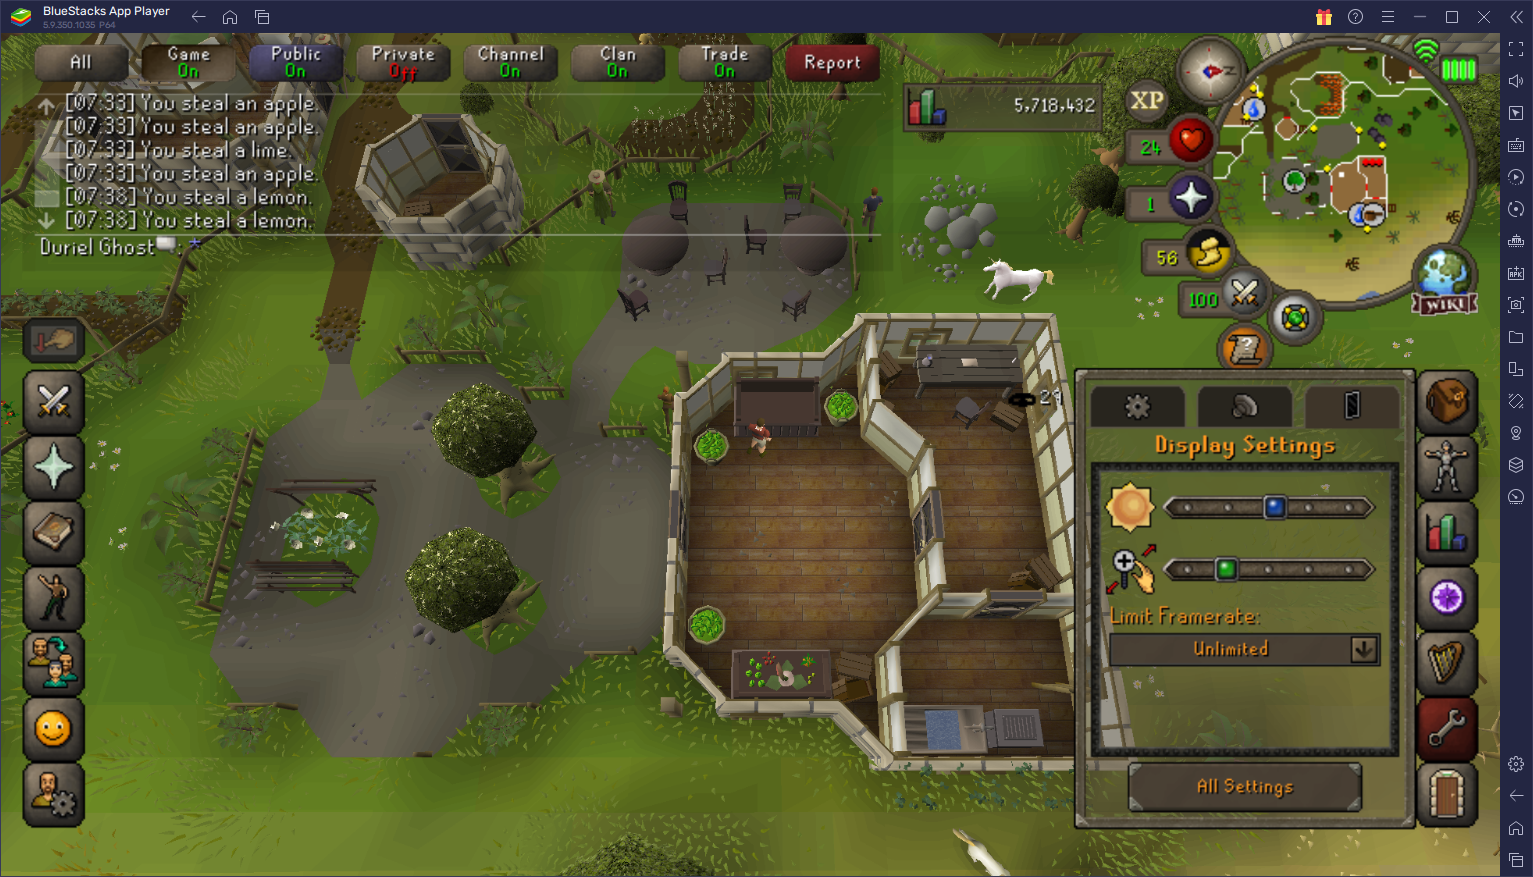 BlueStacks App Player
5.9.350.1035 P64
All
Game
On
Public
On
Private
Off
Channel
On
Clan
On
Trade
On
Report
[07:33] You steal an apple.
[07:33] You steal an apple.
[07:33] You steal a lime.
[07:33] You steal an apple.
[07:38] You steal a lemon.
[07:38] You steal a lemon.
Duriel Ghost: *
5,718,432
XP
24
1
56
100
WIKI
29
Display Settings
Limit Framerate:
Unlimited
All Settings